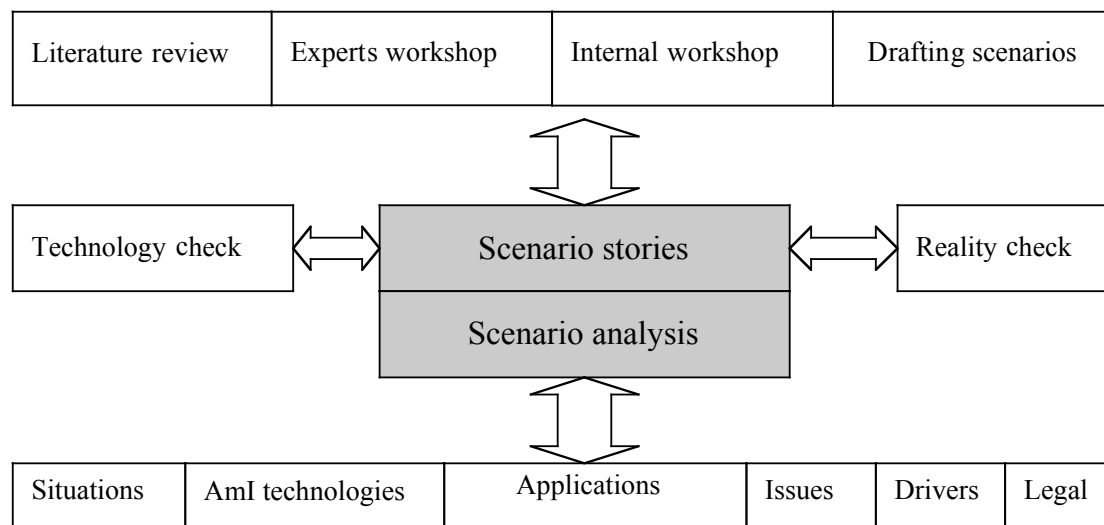 Literature review
Experts workshop
Internal workshop
Drafting scenarios
Technology check
Scenario stories
Reality check
Scenario analysis
Situations
AmI technologies
Applications
Issues
Drivers
Legal